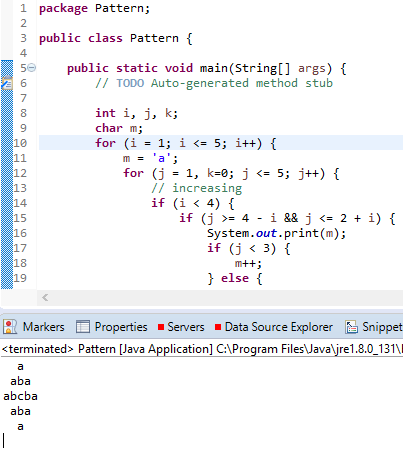 1 package Pattern;
2
3 public class Pattern {
4
5 public static void main(String[] args) {
6 // TODO Auto-generated method stub
7
8 int i, j, k;
9 char m;
10 for (i = 1; i <= 5; i++) {
11 m = 'a';
12 for (j = 1, k=0; j <= 5; j++) {
13 // increasing
14 if (i < 4) {
15 if (j >= 4 - i && j <= 2 + i) {
16 System.out.print(m);
17 if (j < 3) {
18 m++;
19 } else {
Markers Properties Servers Data Source Explorer Snippet
<terminated> Pattern [Java Application] C:\Program Files\Java\jre1.8.0_131\
a
aba
abcba
aba
a